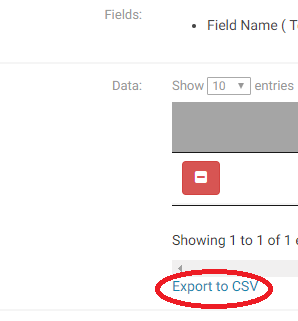 Fields:
• Field Name ( T
Data:
Show 10 entries
Showing 1 to 1 of 1 e
Export to CSV